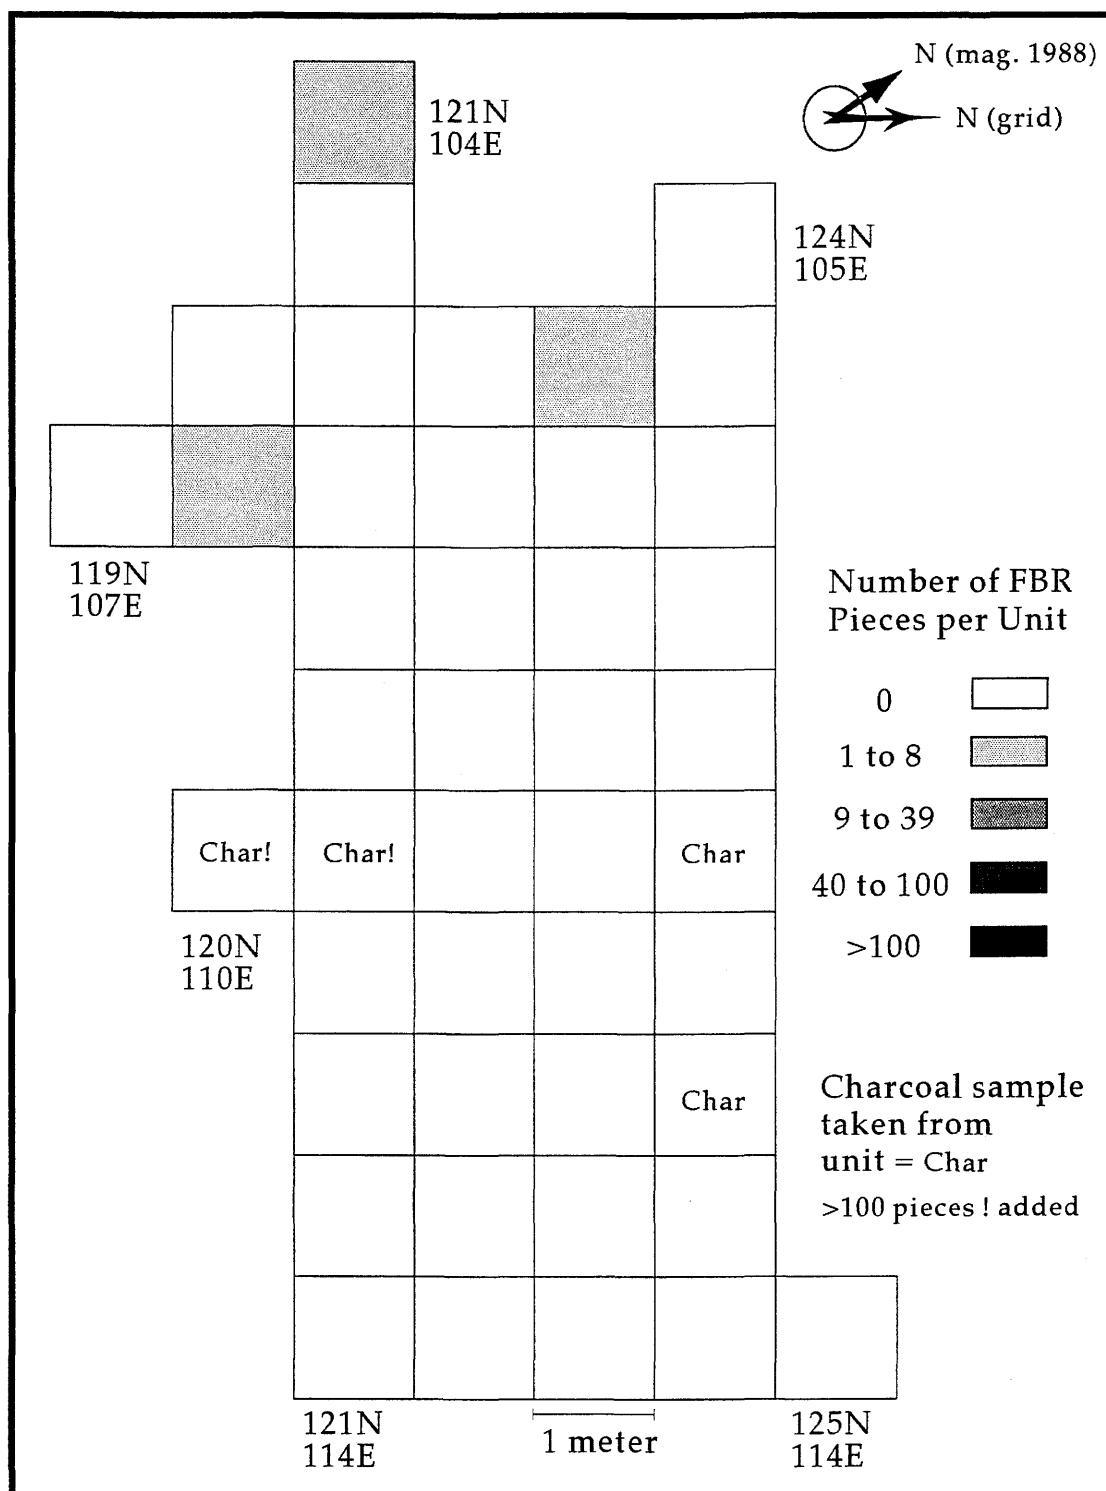 N (mag. 1988)
N (grid)
121N
104E
124N
105E
119N
107E
Number of FBR
Pieces per Unit
0
1 to 8
9 to 39
40 to 100
>100
Char!
Char!
Char
120N
110E
Char
Charcoal sample
taken from
unit = Char
>100 pieces ! added
121N
114E
1 meter
125N
114E